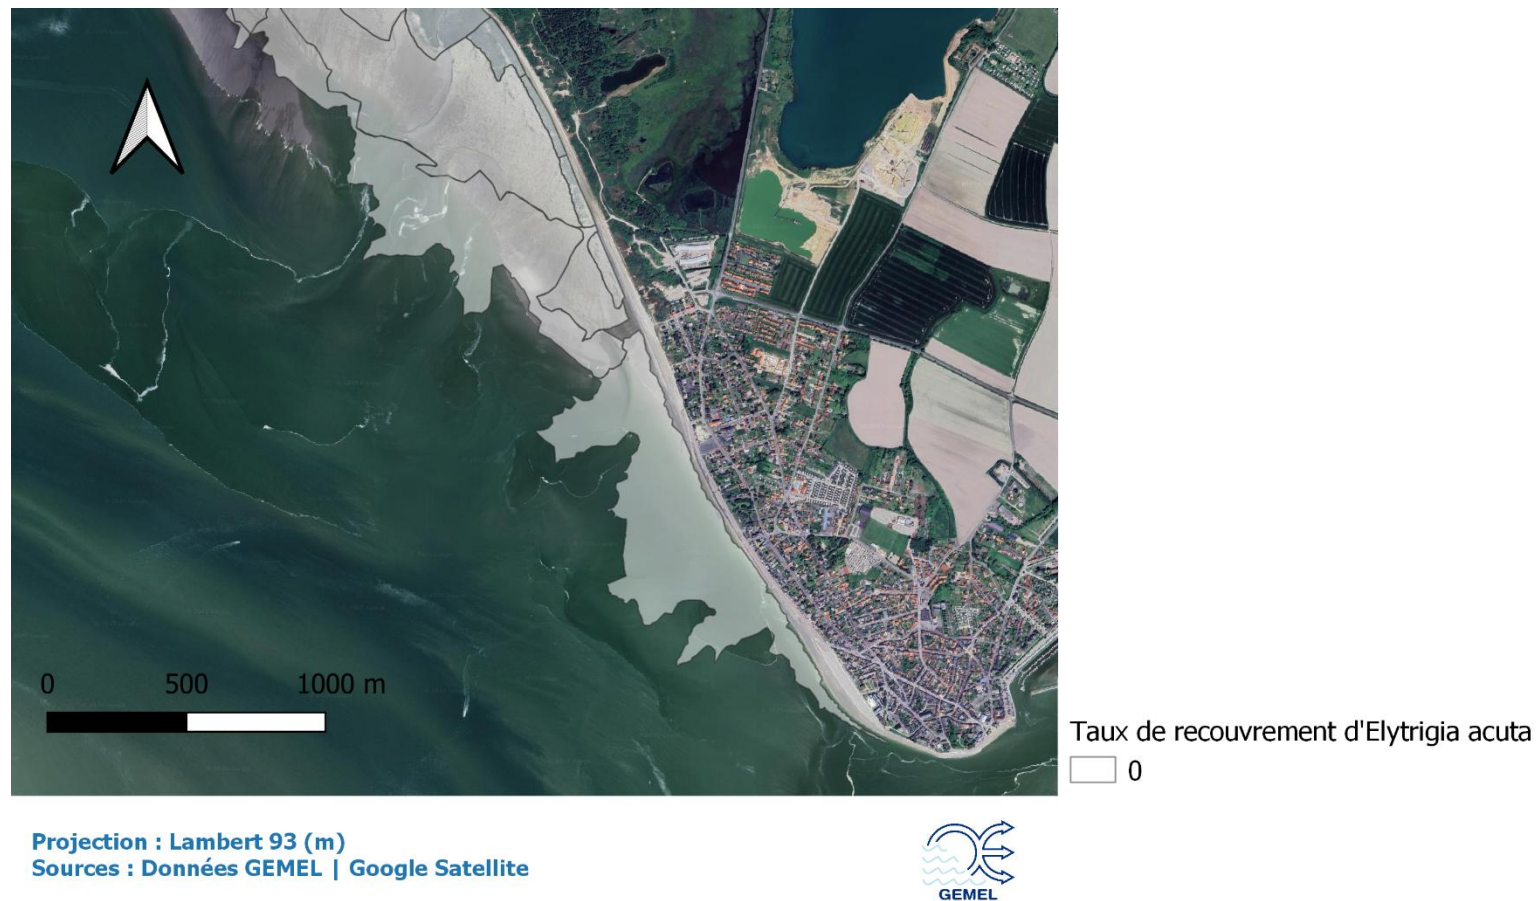 0 500 1000 m
Taux de recouvrement d'Elytrigia acuta
0
Projection : Lambert 93 (m)
Sources : Données GEMEL | Google Satellite
GEMEL